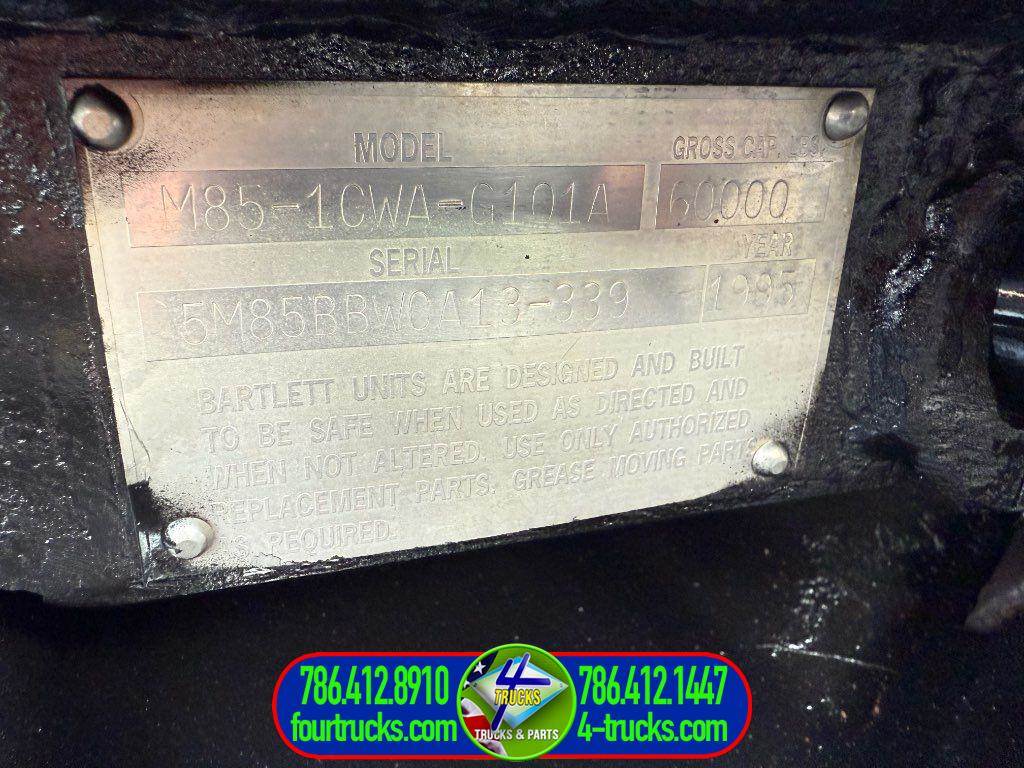 MODEL GROSS CAP. LBS.
M85-1CWA-G101A 60000
SERIAL YEAR
5M85BBWCA13-339 1995
BARTLETT UNITS ARE DESIGNED AND BUILT
TO BE SAFE WHEN USED AS DIRECTED AND
WHEN NOT ALTERED. USE ONLY AUTHORIZED
REPLACEMENT PARTS. GREASE MOVING PARTS
AS REQUIRED.
786.412.8910 4 TRUCKS 786.412.1447
fourtrucks.com TRUCKS & PARTS 4-trucks.com